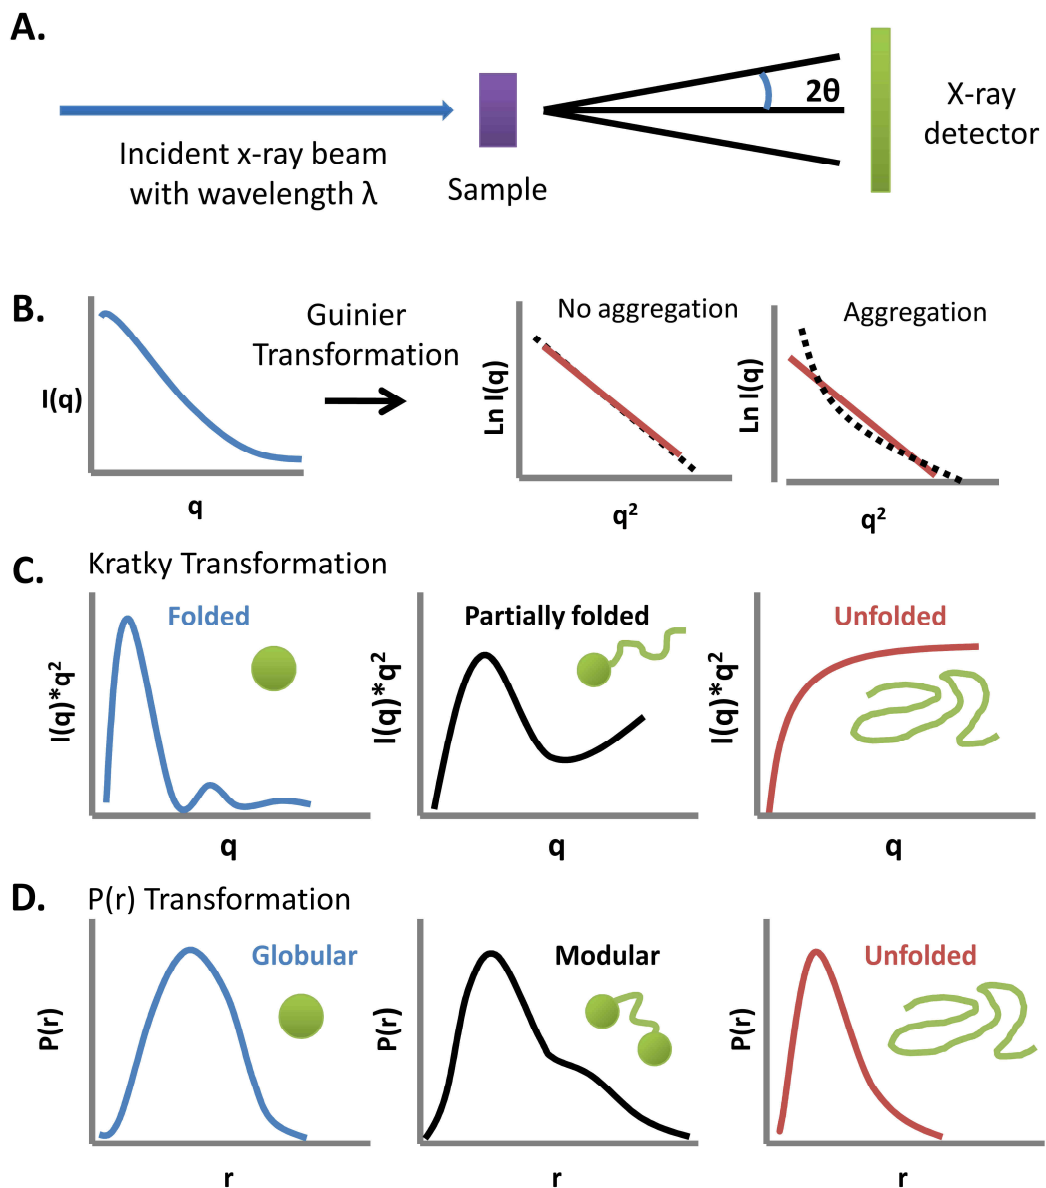 A.
2θ
X-ray
detector
Incident x-ray beam
with wavelength λ
Sample
B.
Guinier
Transformation
No aggregation
Aggregation
I(q)
Ln I(q)
Ln I(q)
q
q²
q²
C.
Kratky Transformation
Folded
Partially folded
Unfolded
I(q)*q2
I(q)*q2
I(q)*q2
q
q
q
D.
P(r) Transformation
Globular
Modular
Unfolded
P(r)
P(r)
P(r)
r
r
r